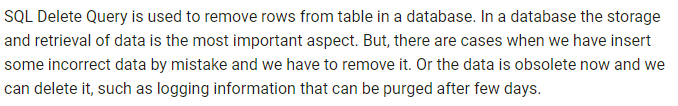 SQL Delete Query is used to remove rows from table in a database. In a database the storage
and retrieval of data is the most important aspect. But, there are cases when we have insert
some incorrect data by mistake and we have to remove it. Or the data is obsolete now and we
can delete it, such as logging information that can be purged after few days.